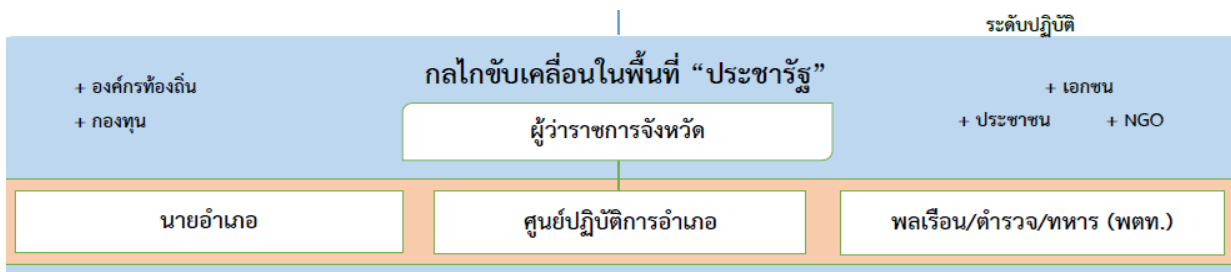 ระดับปฏิบัติ
กลไกขับเคลื่อนในพื้นที่ “ประชารัฐ”
+ องค์กรท้องถิ่น
+ กองทุน
+ เอกชน
+ ประชาชน + NGO
ผู้ว่าราชการจังหวัด
นายอำเภอ
ศูนย์ปฏิบัติการอำเภอ
พลเรือน/ตำรวจ/ทหาร (พตท.)